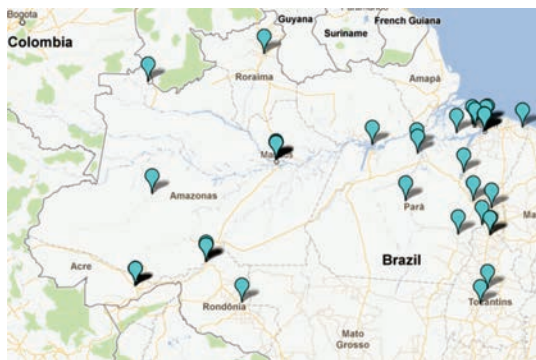 Bogota
Colombia
Guyana
Suriname
French Guiana
Roraima
Amapá
Amazonas
Pará
Brazil
Acre
Rondônia
Tocantins
Mato
Grosso